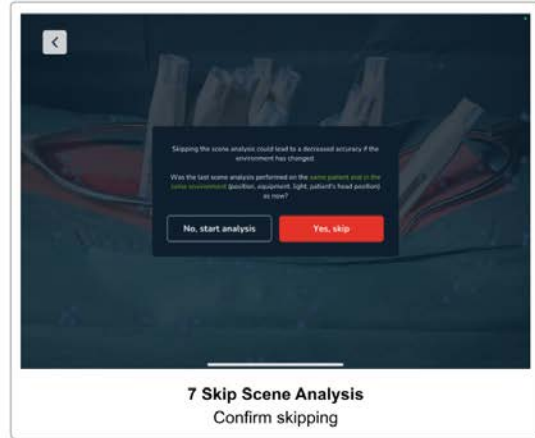 Skipping the scene analysis could lead to a decreased accuracy if the
environment has changed.
Was the last scene analysis performed on the same patient and in the
same environment (position, equipment, light, patient's head position)
as now?
No, start analysis
Yes, skip
7 Skip Scene Analysis
Confirm skipping